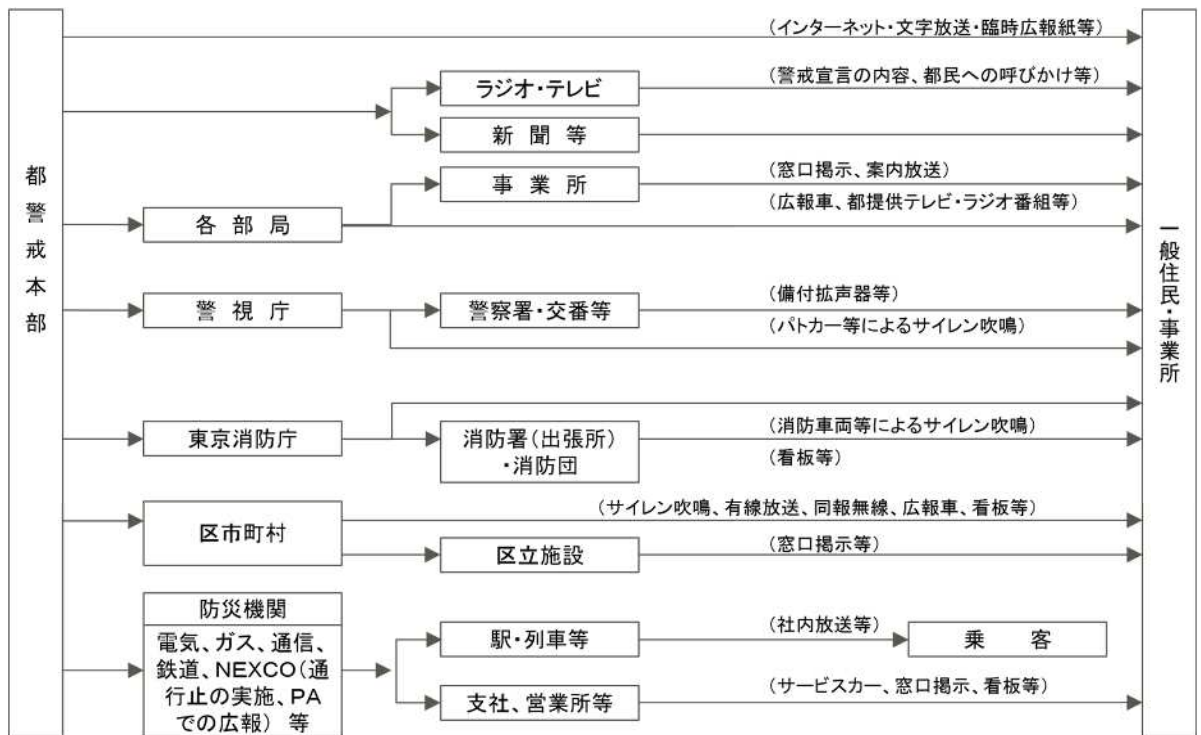 都警戒本部
(インターネット・文字放送・臨時広報紙等)
ラジオ・テレビ
(警戒宣言の内容、都民への呼びかけ等)
新聞等
事業所
(窓口掲示、案内放送)
各部局
(広報車、都提供テレビ・ラジオ番組等)
警視庁
警察署・交番等
(備付拡声器等)
(パトカー等によるサイレン吹鳴)
東京消防庁
消防署(出張所)
・消防団
(消防車両等によるサイレン吹鳴)
(看板等)
区市町村
(サイレン吹鳴、有線放送、同報無線、広報車、看板等)
区立施設
(窓口掲示等)
防災機関
電気、ガス、通信、
鉄道、NEXCO(通
行止の実施、PA
での広報) 等
駅・列車等
(社内放送等)
乗客
支社、営業所等
(サービスカー、窓口掲示、看板等)
一般住民・事業所